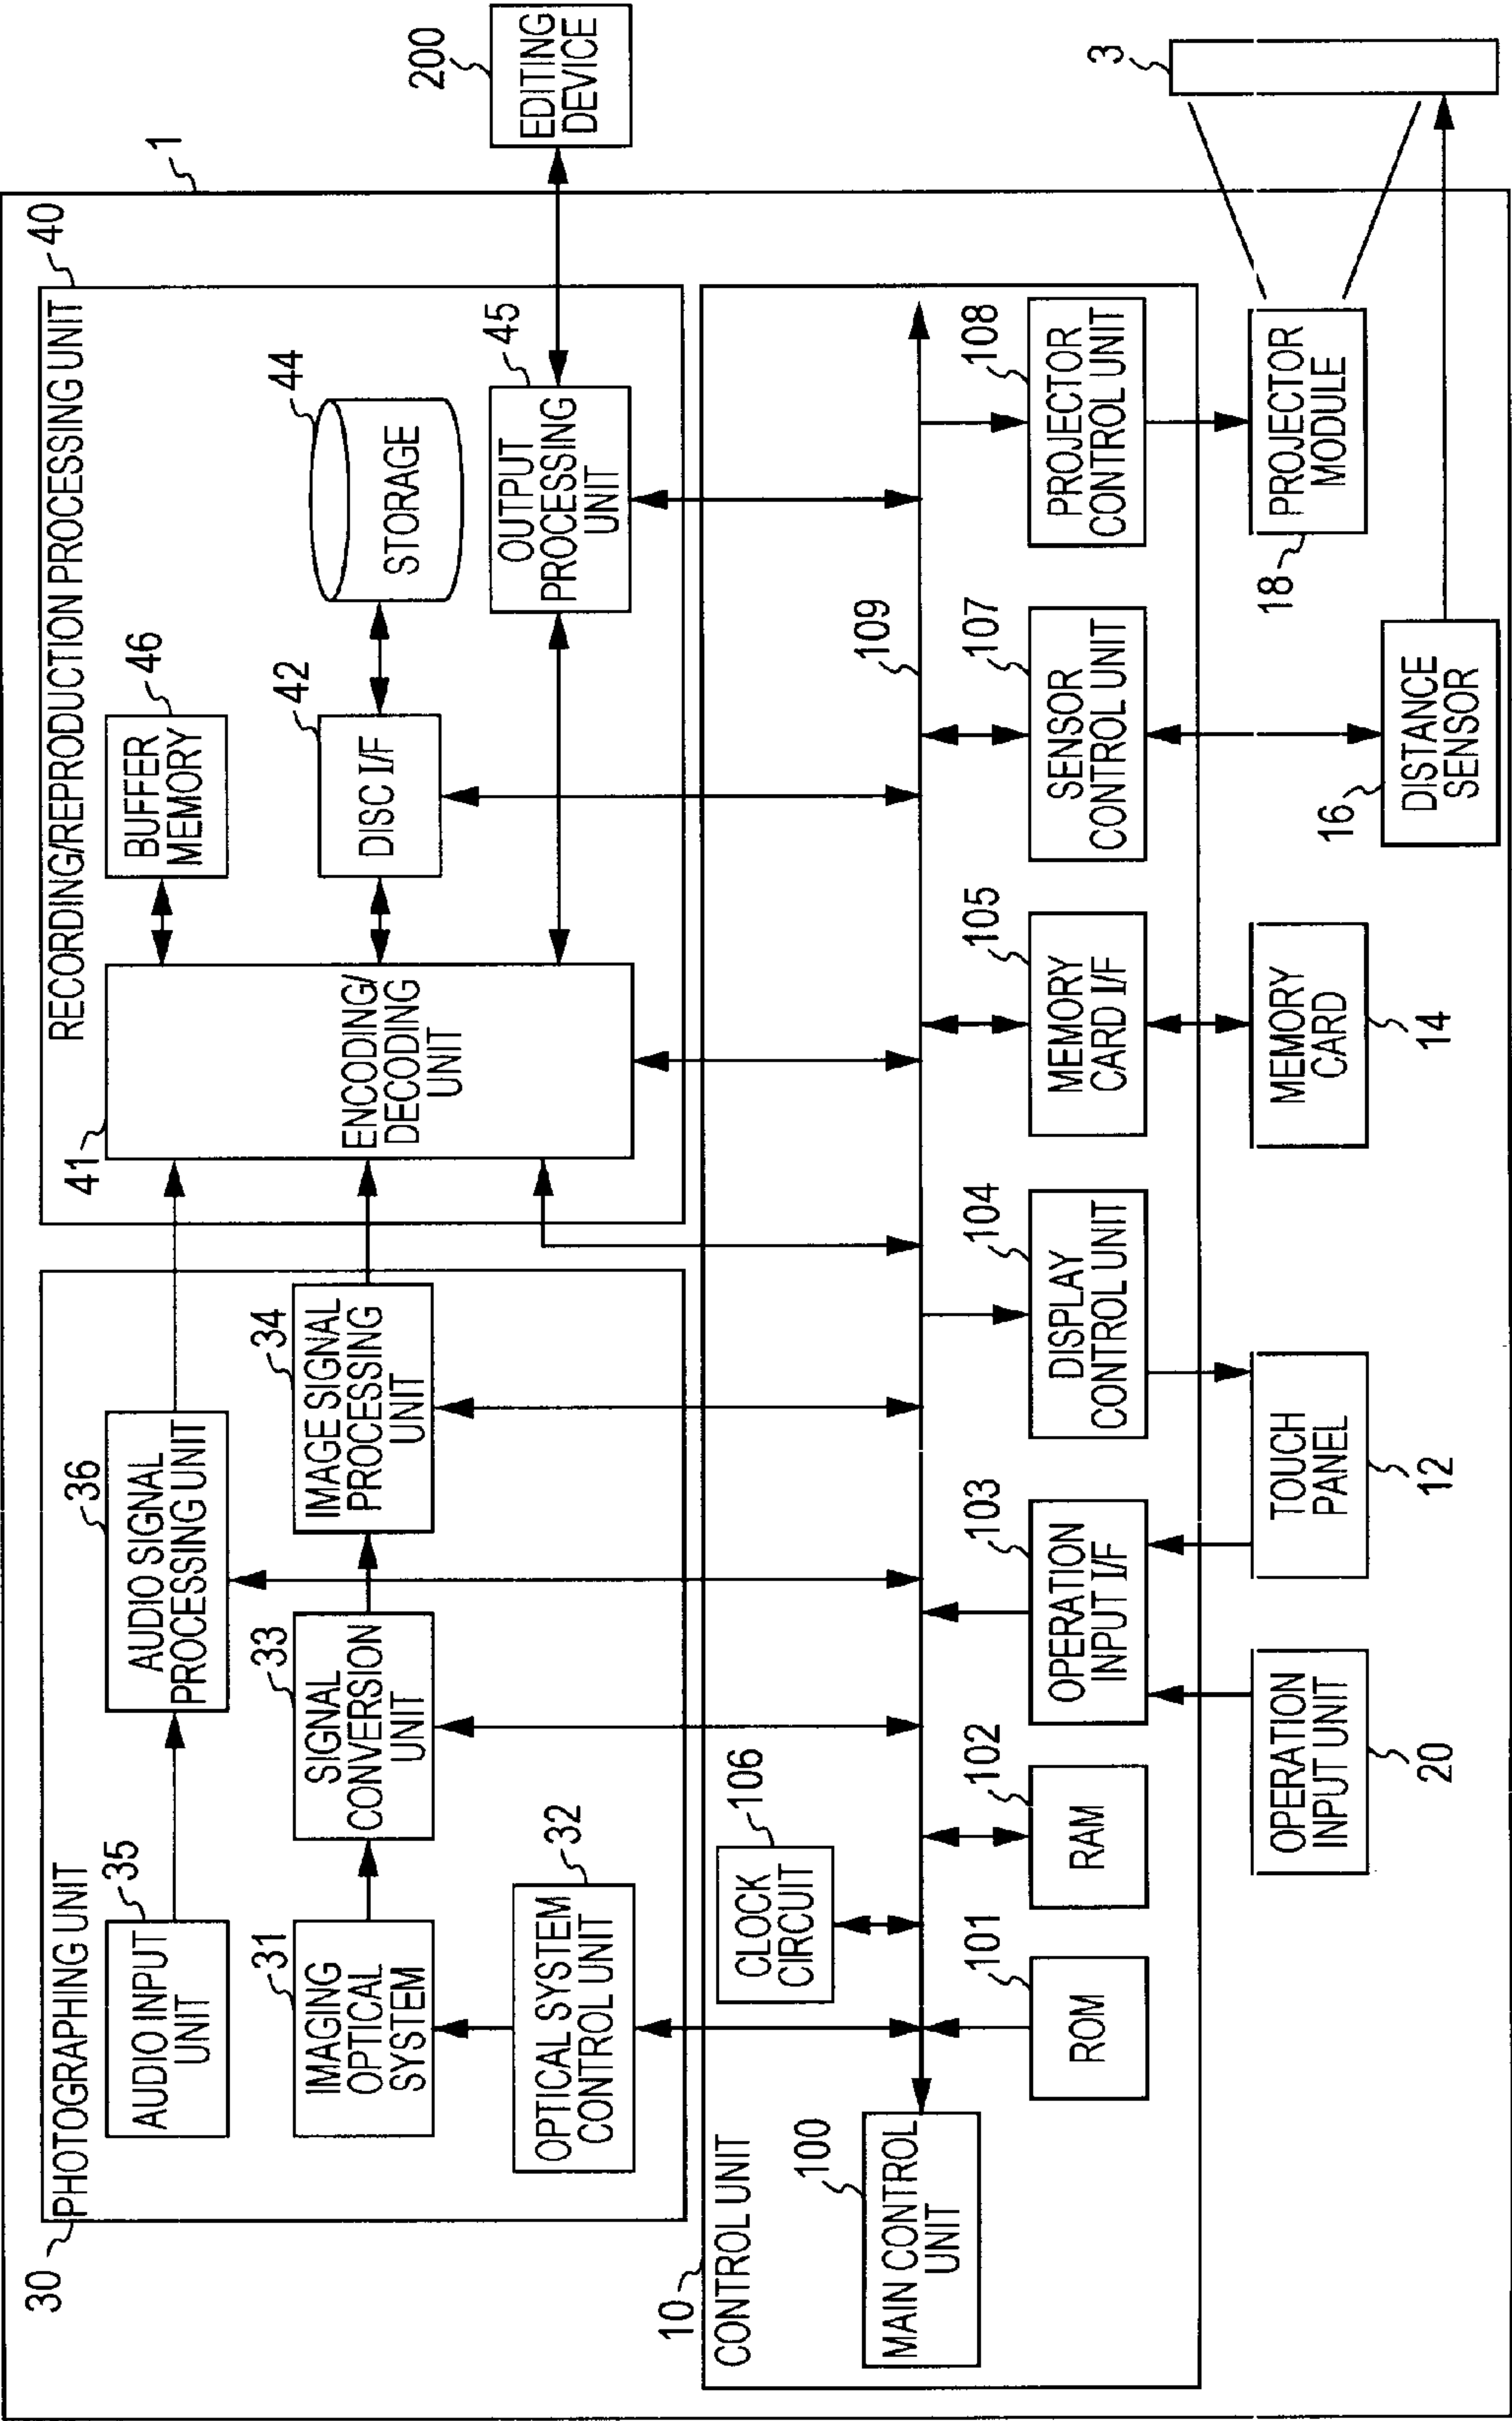 1
30
PHOTOGRAPHING UNIT
35
AUDIO INPUT
UNIT
36
AUDIO SIGNAL
PROCESSING UNIT
31
IMAGING
OPTICAL
SYSTEM
33
SIGNAL
CONVERSION
UNIT
34
IMAGE SIGNAL
PROCESSING
UNIT
32
OPTICAL SYSTEM
CONTROL UNIT
40
RECORDING/REPRODUCTION PROCESSING UNIT
41
ENCODING/
DECODING
UNIT
46
BUFFER
MEMORY
42
DISC I/F
44
STORAGE
45
OUTPUT
PROCESSING
UNIT
200
EDITING
DEVICE
10
CONTROL UNIT
100
MAIN CONTROL
UNIT
106
CLOCK
CIRCUIT
109
101
ROM
102
RAM
103
OPERATION
INPUT I/F
104
DISPLAY
CONTROL UNIT
105
MEMORY
CARD I/F
107
SENSOR
CONTROL UNIT
108
PROJECTOR
CONTROL UNIT
OPERATION
INPUT UNIT
20
TOUCH
PANEL
12
MEMORY
CARD
14
16
DISTANCE
SENSOR
18
PROJECTOR
MODULE
3